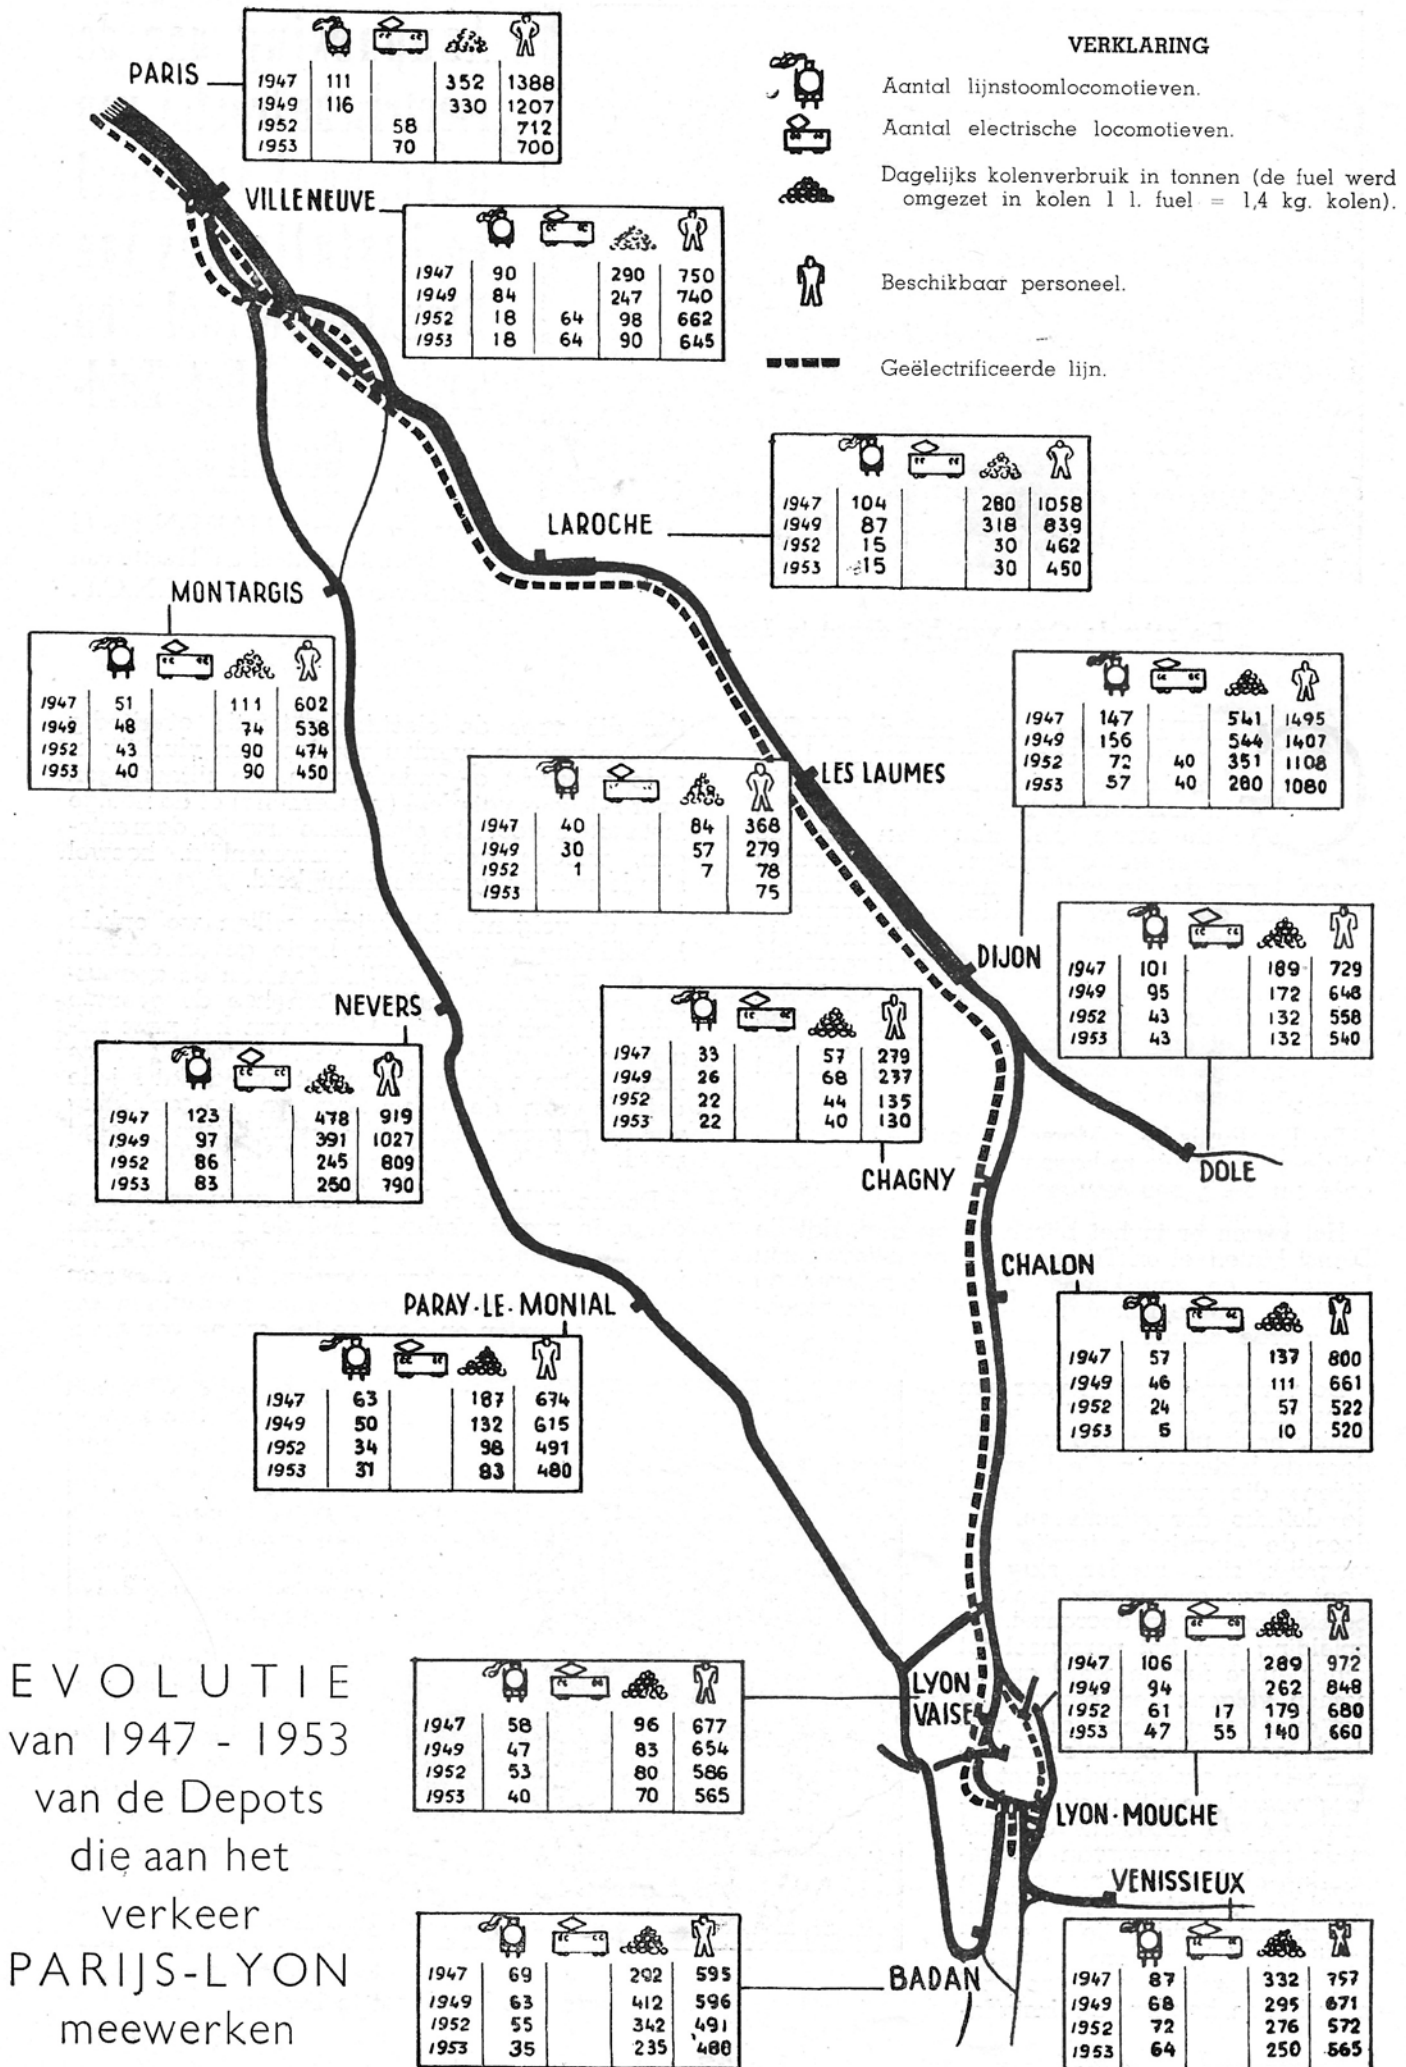 PARIS
1947 111 352 1388
1949 116 330 1207
1952 58 712
1953 70 700
VERKLARING
Aantal lijnstoomlocomotieven.
Aantal electrische locomotieven.
Dagelijks kolenverbruik in tonnen (de fuel werd
omgezet in kolen 1 l. fuel = 1,4 kg. kolen).
Beschikbaar personeel.
Geëlectrificeerde lijn.
VILLENEUVE
1947 90 290 750
1949 84 247 740
1952 18 64 98 662
1953 18 64 90 645
LAROCHE
1947 104 280 1058
1949 87 318 839
1952 15 30 462
1953 15 30 450
MONTARGIS
1947 51 111 602
1949 48 74 538
1952 43 90 474
1953 40 90 450
LES LAUMES
1947 40 84 368
1949 30 57 279
1952 1 7 78
1953 75
DIJON
1947 147 541 1495
1949 156 544 1407
1952 72 40 351 1108
1953 57 40 280 1080
DOLE
1947 101 189 729
1949 95 172 648
1952 43 132 558
1953 43 132 540
NEVERS
1947 123 478 919
1949 97 391 1027
1952 86 245 809
1953 83 250 790
CHAGNY
1947 33 57 279
1949 26 68 237
1952 22 44 135
1953 22 40 130
CHALON
1947 57 137 800
1949 46 111 661
1952 24 57 522
1953 5 10 520
PARAY-LE-MONIAL
1947 63 187 674
1949 50 132 615
1952 34 98 491
1953 31 83 480
LYON
VAISE
1947 58 96 677
1949 47 83 654
1952 53 80 586
1953 40 70 565
LYON-MOUCHE
1947 106 289 972
1949 94 262 848
1952 61 17 179 680
1953 47 55 140 660
VENISSIEUX
1947 87 332 757
1949 68 295 671
1952 72 276 572
1953 64 250 565
BADAN
1947 69 292 595
1949 63 412 596
1952 55 342 491
1953 35 235 480
EVOLUTIE
van 1947 - 1953
van de Depots
die aan het
verkeer
PARIJS-LYON
meewerken